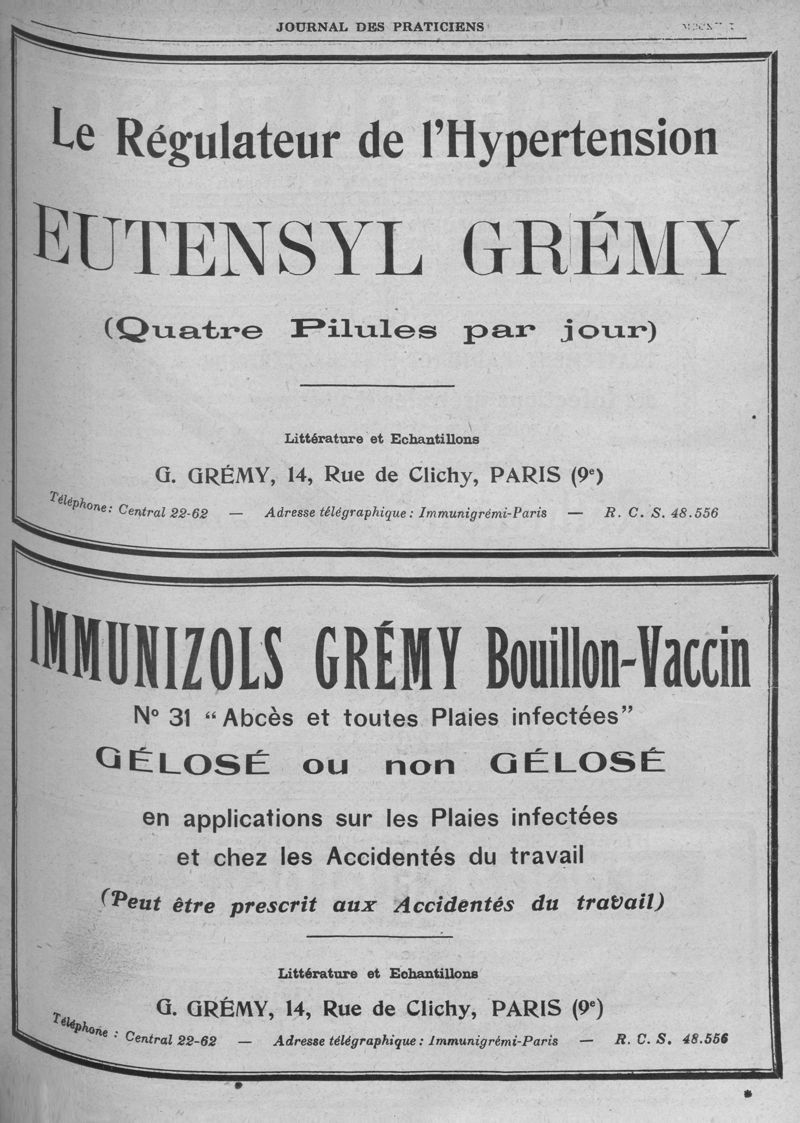 JOURNAL DES PRATICIENS
Le Régulateur de l'Hypertension
EUTENSYL GRÉMY
(Quatre Pilules par jour)
Littérature et Echantillons
G. GRÉMY, 14, Rue de Clichy, PARIS (9e)
Téléphone: Central 22-62 — Adresse télégraphique: Immunigrémi-Paris — R. C. S. 48.556
IMMUNIZOLS GRÉMY Bouillon-Vaccin
No 31 "Abcès et toutes Plaies infectées"
GÉLOSÉ ou non GÉLOSÉ
en applications sur les Plaies infectées
et chez les Accidentés du travail
(Peut être prescrit aux Accidentés du travail)
Littérature et Echantillons
G. GRÉMY, 14, Rue de Clichy, PARIS (9e)
Téléphone: Central 22-62 — Adresse télégraphique: Immunigrémi-Paris — R. C. S. 48.556